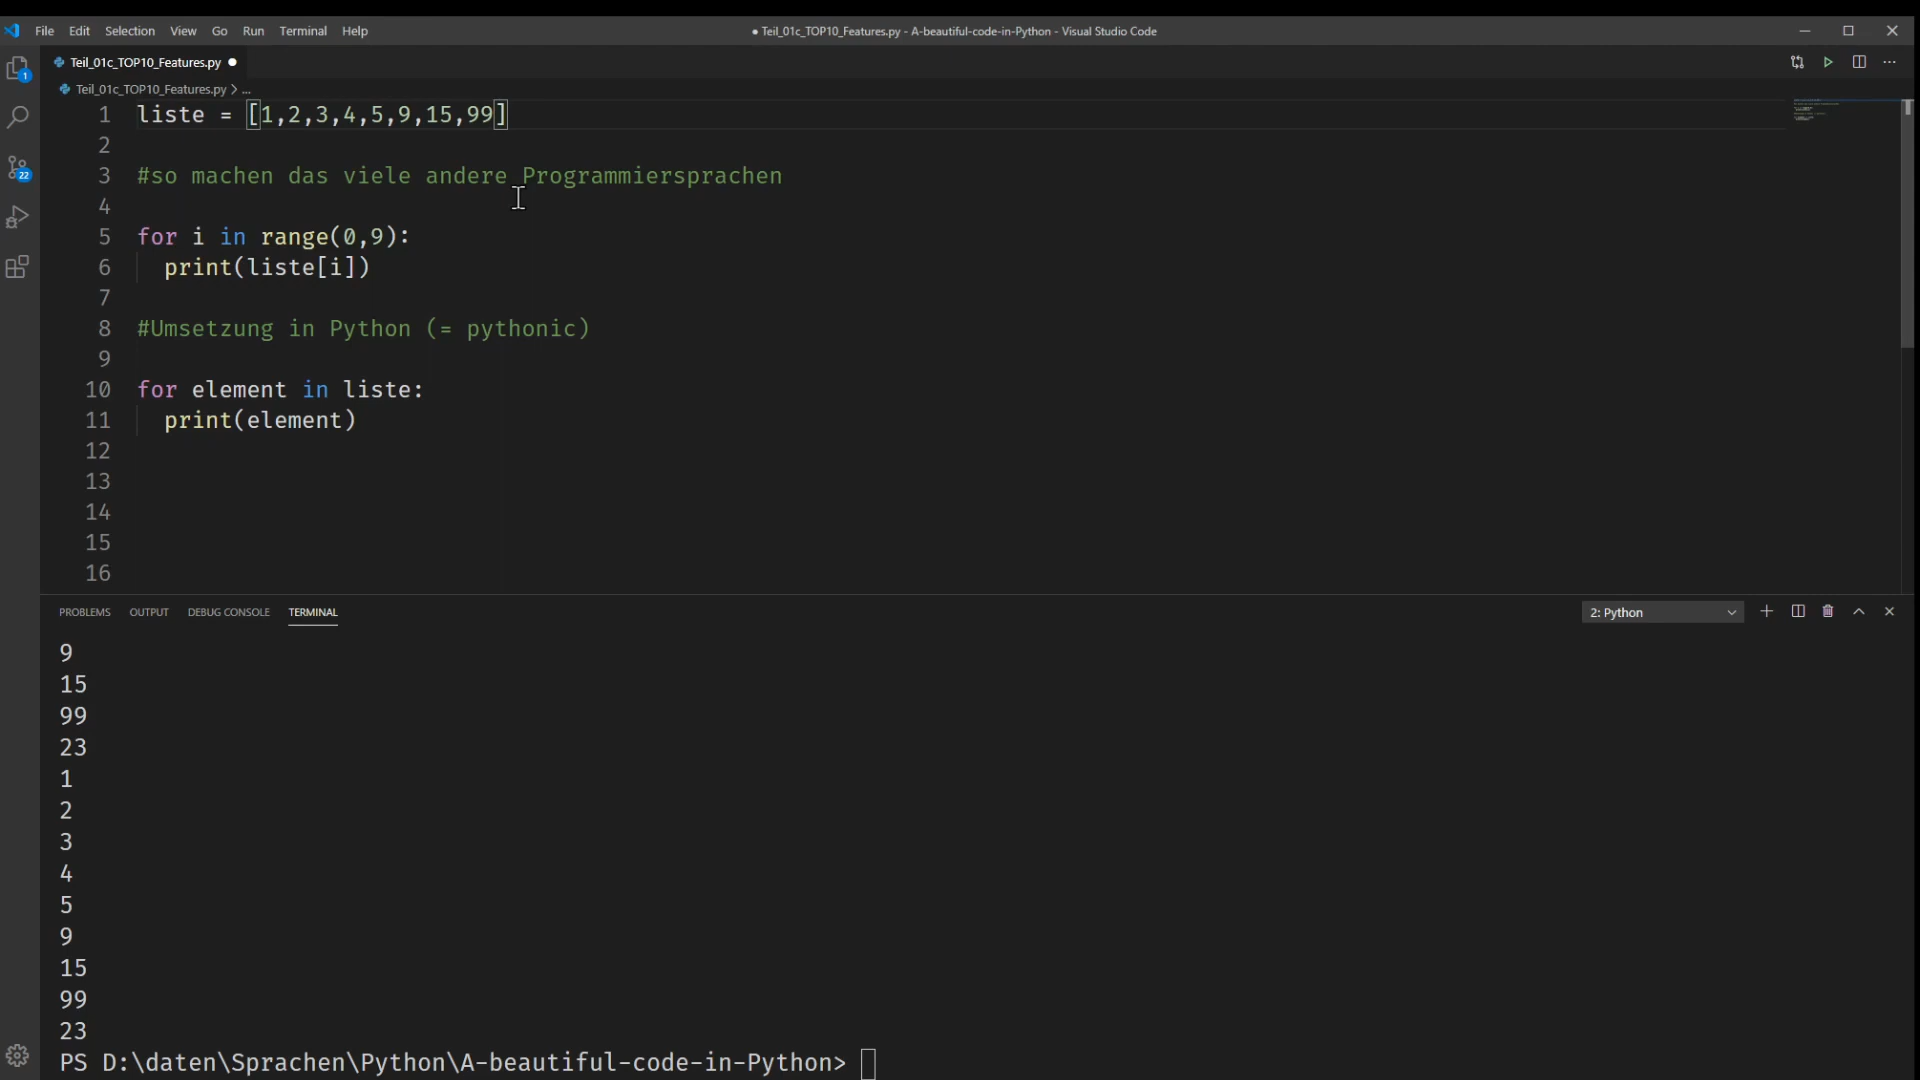 File Edit Selection View Go Run Terminal Help
● Teil_01c_TOP10_Features.py - A-beautiful-code-in-Python - Visual Studio Code
Teil_01c_TOP10_Features.py ●
Teil_01c_TOP10_Features.py > ...
1
22
1 liste = [1,2,3,4,5,9,15,99]
2
3 #so machen das viele andere Programmiersprachen
4
5 for i in range(0,9):
6 print(liste[i])
7
8 #Umsetzung in Python (= pythonic)
9
10 for element in liste:
11 print(element)
12
13
14
15
16
PROBLEMS OUTPUT DEBUG CONSOLE TERMINAL
2: Python
9
15
99
23
1
2
3
4
5
9
15
99
23
PS D:\daten\Sprachen\Python\A-beautiful-code-in-Python>